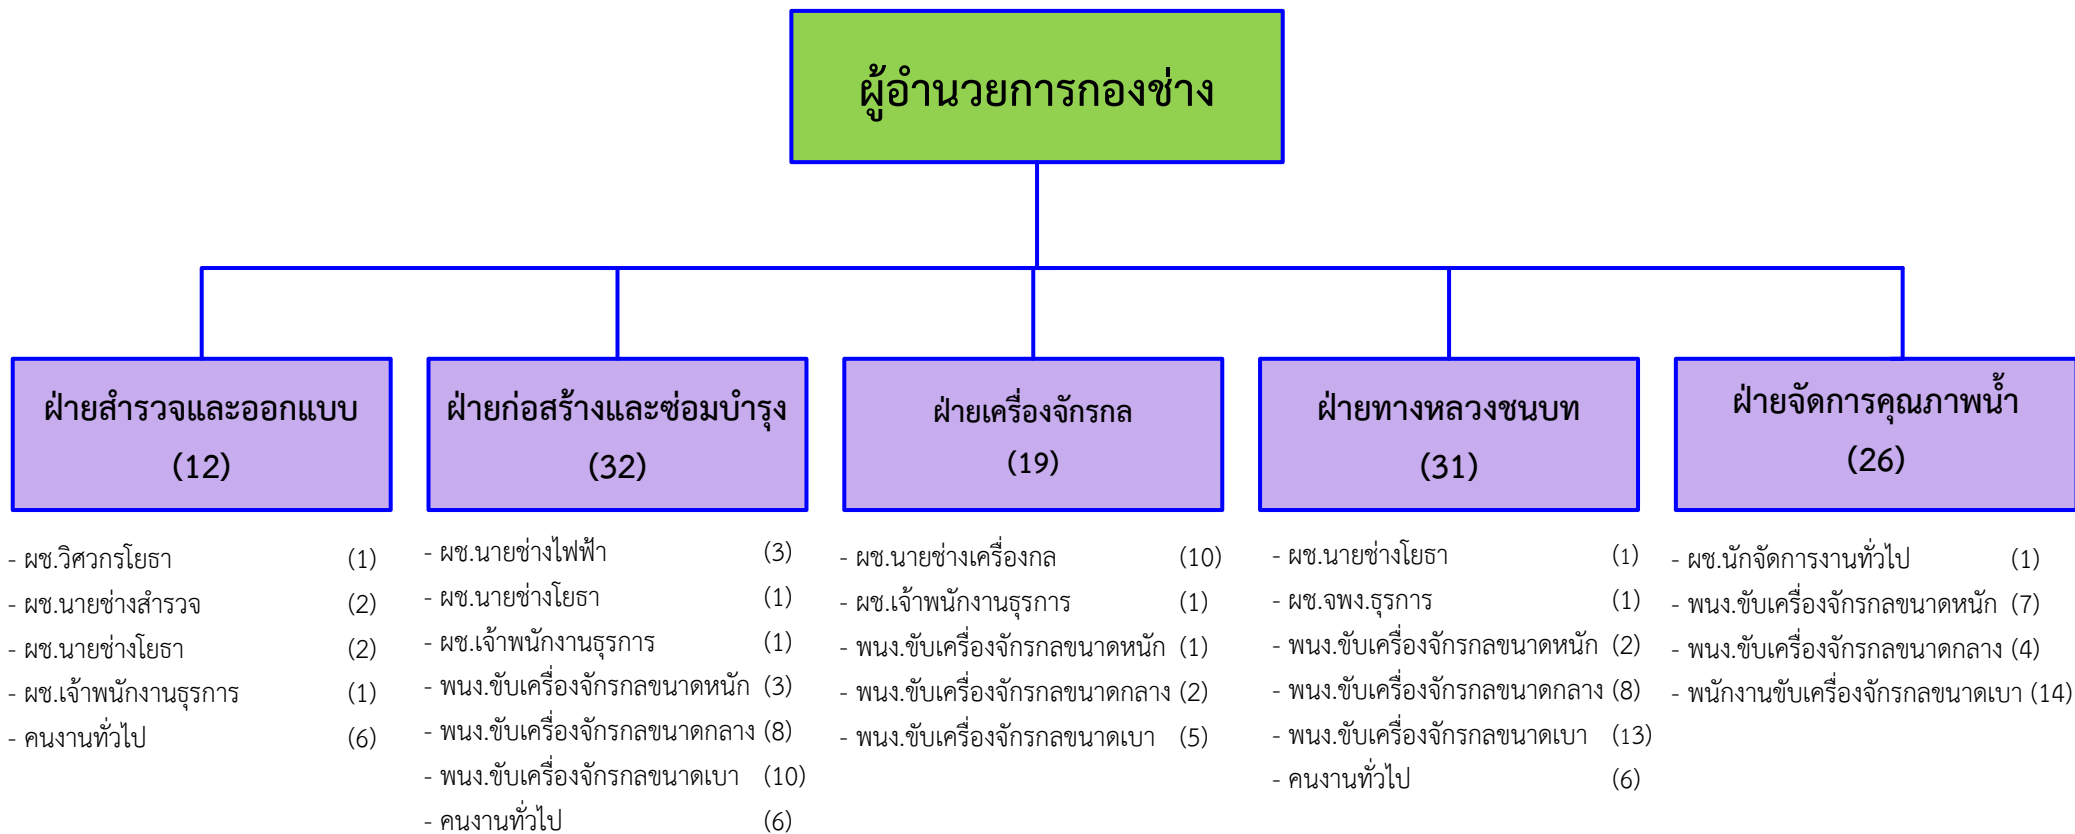 ผู้อำนวยการกองช่าง
ฝ่ายสำรวจและออกแบบ
(12)
- ผช.วิศวกรโยธา (1)
- ผช.นายช่างสำรวจ (2)
- ผช.นายช่างโยธา (2)
- ผช.เจ้าพนักงานธุรการ (1)
- คนงานทั่วไป (6)
ฝ่ายก่อสร้างและซ่อมบำรุง
(32)
- ผช.นายช่างไฟฟ้า (3)
- ผช.นายช่างโยธา (1)
- ผช.เจ้าพนักงานธุรการ (1)
- พนง.ขับเครื่องจักรกลขนาดหนัก (3)
- พนง.ขับเครื่องจักรกลขนาดกลาง (8)
- พนง.ขับเครื่องจักรกลขนาดเบา (10)
- คนงานทั่วไป (6)
ฝ่ายเครื่องจักรกล
(19)
- ผช.นายช่างเครื่องกล (10)
- ผช.เจ้าพนักงานธุรการ (1)
- พนง.ขับเครื่องจักรกลขนาดหนัก (1)
- พนง.ขับเครื่องจักรกลขนาดกลาง (2)
- พนง.ขับเครื่องจักรกลขนาดเบา (5)
ฝ่ายทางหลวงชนบท
(31)
- ผช.นายช่างโยธา (1)
- ผช.จพง.ธุรการ (1)
- พนง.ขับเครื่องจักรกลขนาดหนัก (2)
- พนง.ขับเครื่องจักรกลขนาดกลาง (8)
- พนง.ขับเครื่องจักรกลขนาดเบา (13)
- คนงานทั่วไป (6)
ฝ่ายจัดการคุณภาพน้ำ
(26)
- ผช.นักจัดการงานทั่วไป (1)
- พนง.ขับเครื่องจักรกลขนาดหนัก (7)
- พนง.ขับเครื่องจักรกลขนาดกลาง (4)
- พนักงานขับเครื่องจักรกลขนาดเบา (14)